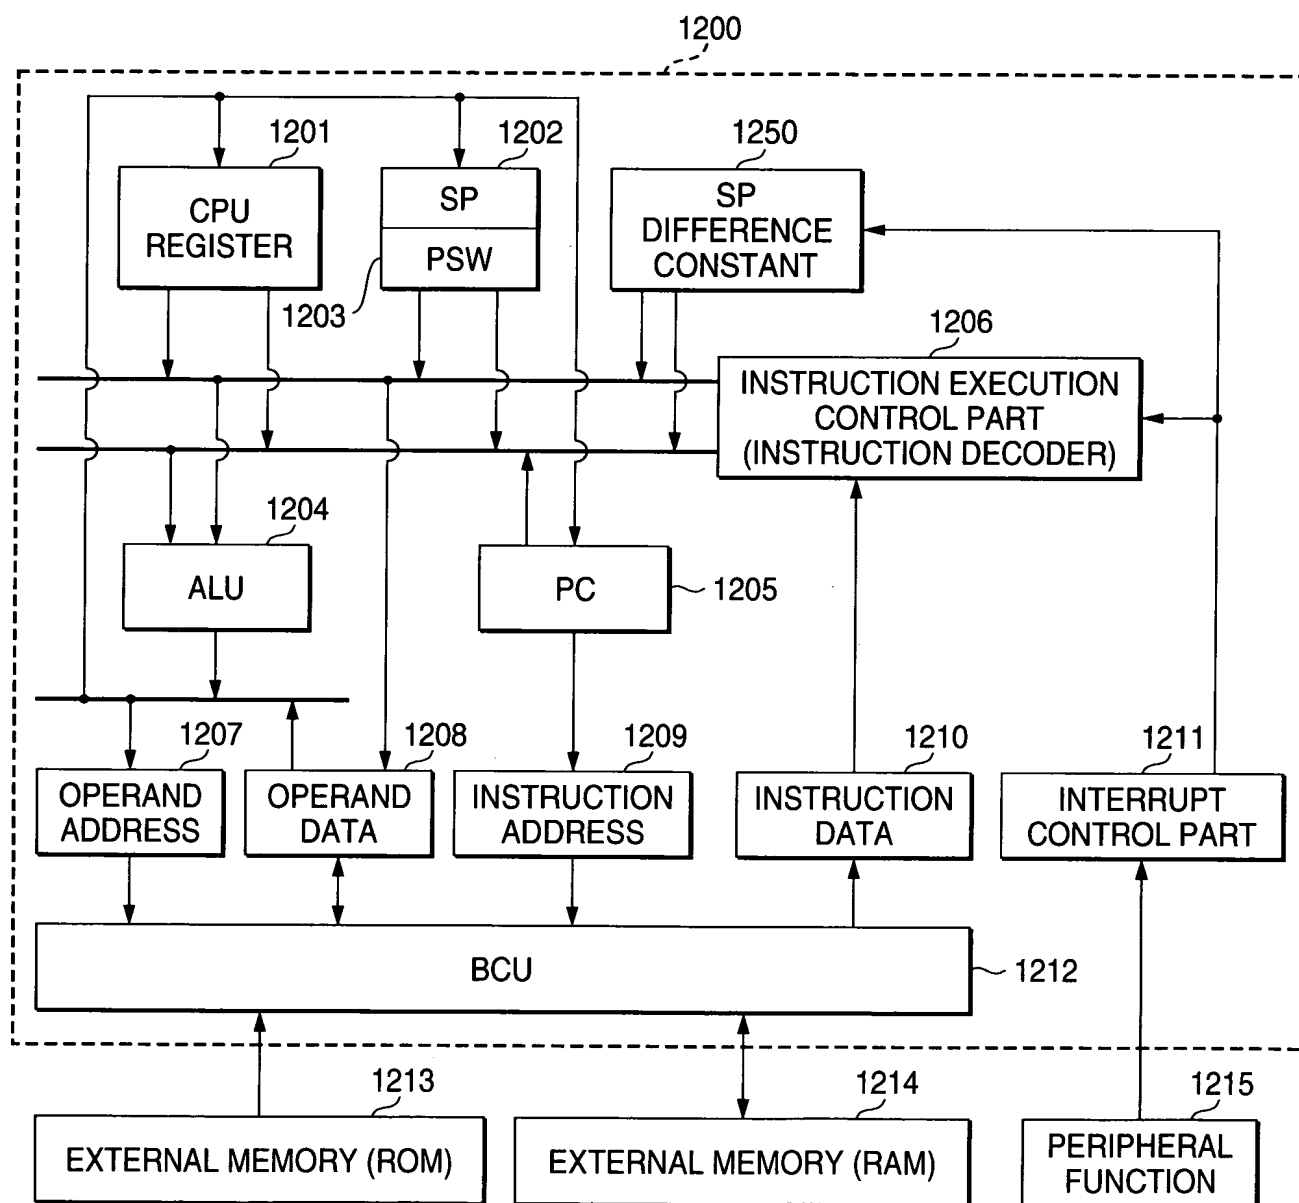 1200
1201
1202
1250
CPU
REGISTER
SP
PSW
SP
DIFFERENCE
CONSTANT
1203
1206
INSTRUCTION EXECUTION
CONTROL PART
(INSTRUCTION DECODER)
1204
ALU
PC
1205
1207
1208
1209
1210
1211
OPERAND
ADDRESS
OPERAND
DATA
INSTRUCTION
ADDRESS
INSTRUCTION
DATA
INTERRUPT
CONTROL PART
BCU
1212
1213
1214
1215
EXTERNAL MEMORY (ROM)
EXTERNAL MEMORY (RAM)
PERIPHERAL
FUNCTION